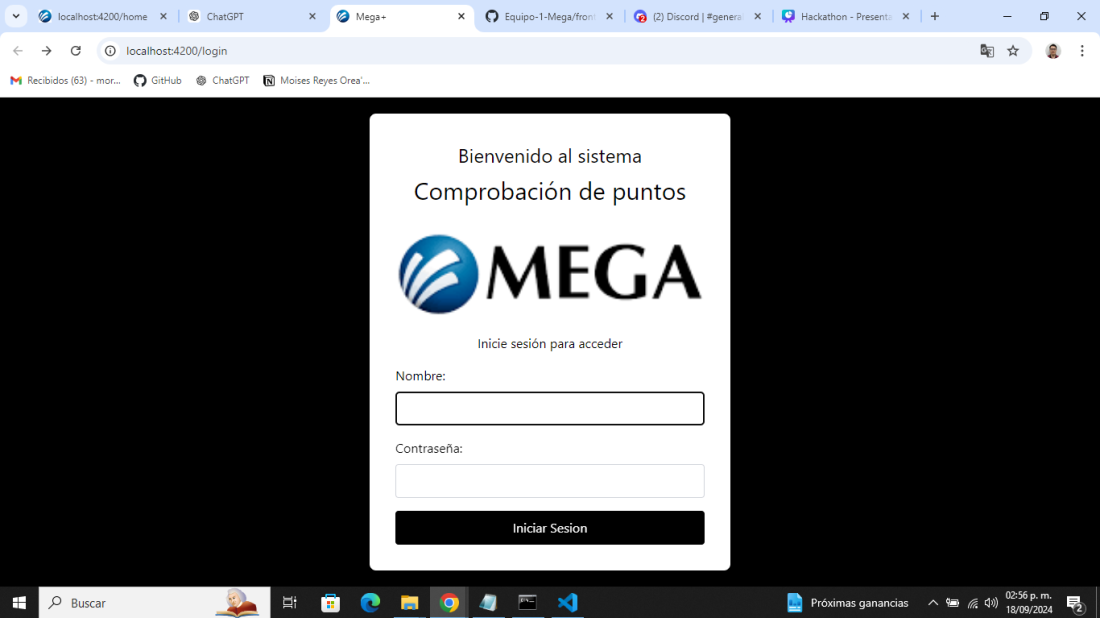 localhost:4200/home
ChatGPT
Mega+
Equipo-1-Mega/front
(2) Discord | #general
Hackathon - Presenta
localhost:4200/login
Recibidos (63) - mor...
GitHub
ChatGPT
Moises Reyes Orea'...
Bienvenido al sistema
Comprobación de puntos
MEGA
Inicie sesión para acceder
Nombre:
Contraseña:
Iniciar Sesion
Buscar
Próximas ganancias
02:56 p. m.
18/09/2024
2